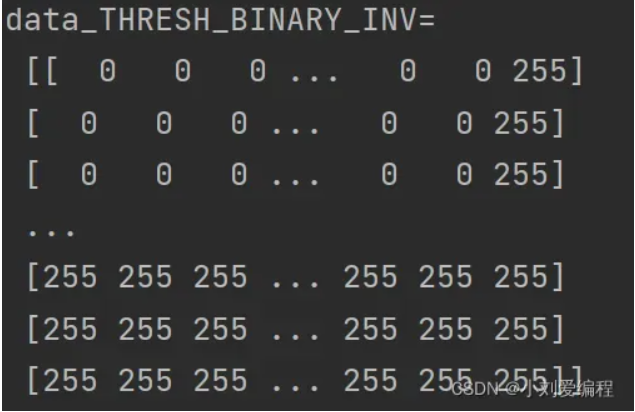 data_THRESH_BINARY_INV=
[[  0   0   0 ...   0   0 255]
[  0   0   0 ...   0   0 255]
[  0   0   0 ...   0   0 255]
...
[255 255 255 ... 255 255 255]
[255 255 255 ... 255 255 255]
[255 255 255 ... 255 255 255]]
CSDN @小刘爱编程